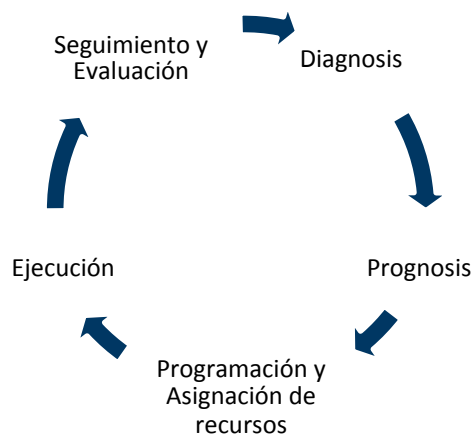 Seguimiento y
Evaluación
Diagnosis
Ejecución
Prognosis
Programación y
Asignación de
recursos